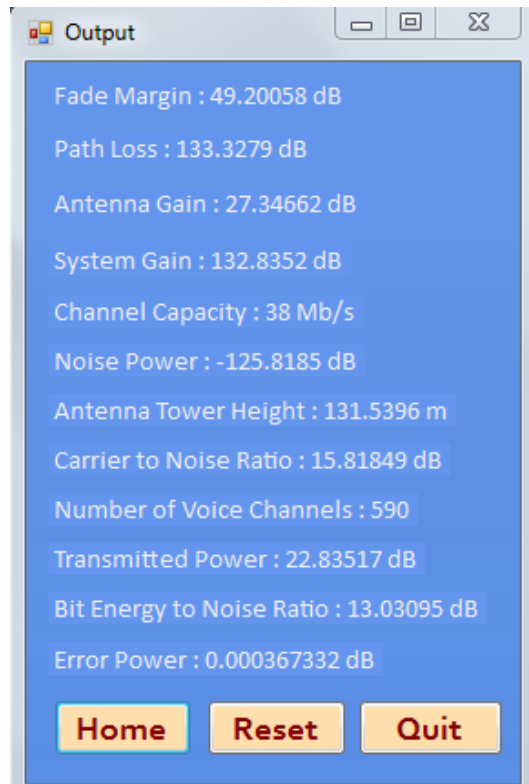 Output
Fade Margin : 49.20058 dB
Path Loss : 133.3279 dB
Antenna Gain : 27.34662 dB
System Gain : 132.8352 dB
Channel Capacity : 38 Mb/s
Noise Power : -125.8185 dB
Antenna Tower Height : 131.5396 m
Carrier to Noise Ratio : 15.81849 dB
Number of Voice Channels : 590
Transmitted Power : 22.83517 dB
Bit Energy to Noise Ratio : 13.03095 dB
Error Power : 0.000367332 dB
Home Reset Quit